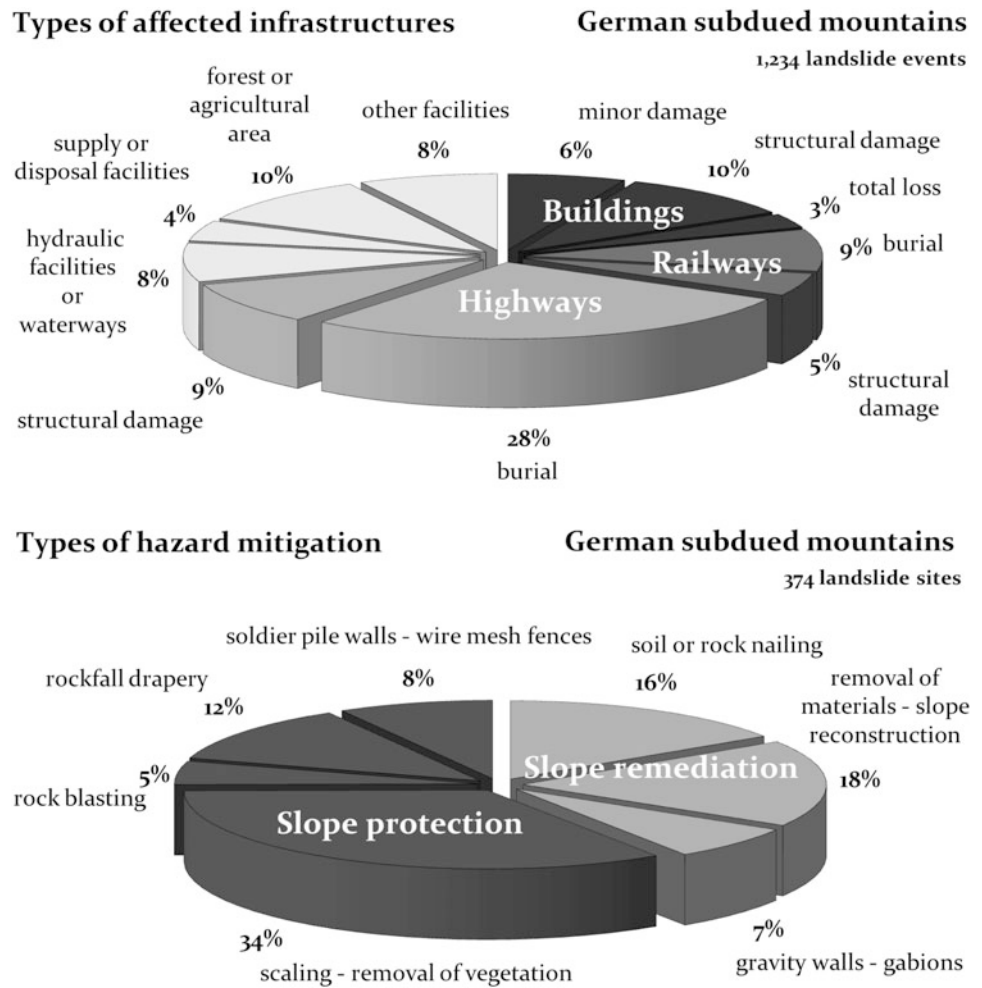 Types of affected infrastructures
German subdued mountains
1,234 landslide events
forest or
agricultural
area
10%
other facilities
8%
minor damage
6%
structural damage
10%
total loss
3%
9% burial
supply or
disposal facilities
4%
hydraulic
facilities
or
waterways
8%
Buildings
Railways
Highways
5%
structural
damage
9%
structural damage
28%
burial
Types of hazard mitigation
German subdued mountains
374 landslide sites
soldier pile walls - wire mesh fences
8%
soil or rock nailing
16%
rockfall drapery
12%
removal of
materials - slope
reconstruction
18%
5%
rock blasting
Slope remediation
Slope protection
34%
scaling - removal of vegetation
7%
gravity walls - gabions